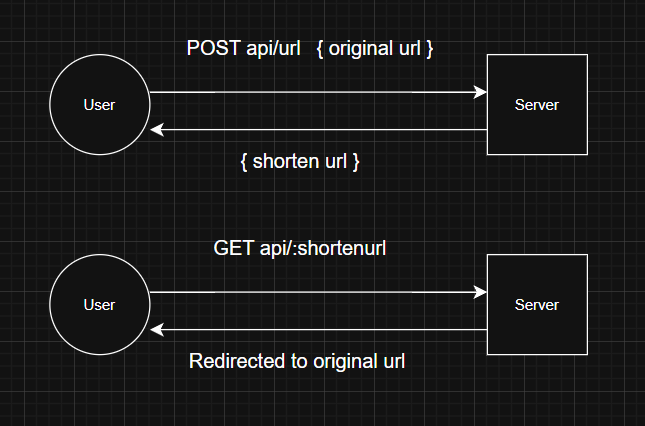 POST api/url { original url }
User
Server
{ shorten url }
GET api/:shortenurl
User
Server
Redirected to original url